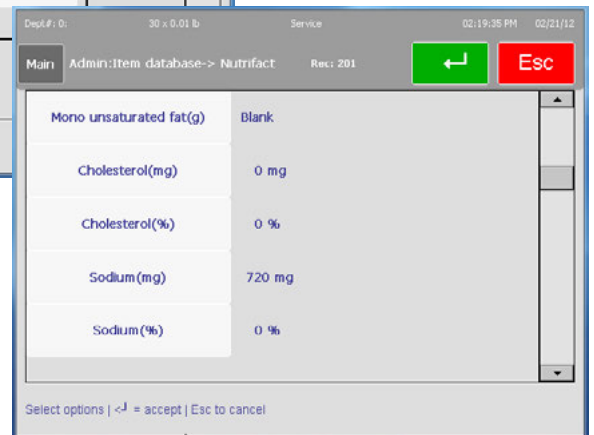 Dept#: 0: 30 x 0.01 lb Service 02:19:35 PM 02/21/12
Main Admin:Item database-> Nutrifact Rec: 201 Esc
Mono unsaturated fat(g) Blank
Cholesterol(mg) 0 mg
Cholesterol(%) 0 %
Sodium(mg) 720 mg
Sodium(%) 0 %
Select options | <┘ = accept | Esc to cancel